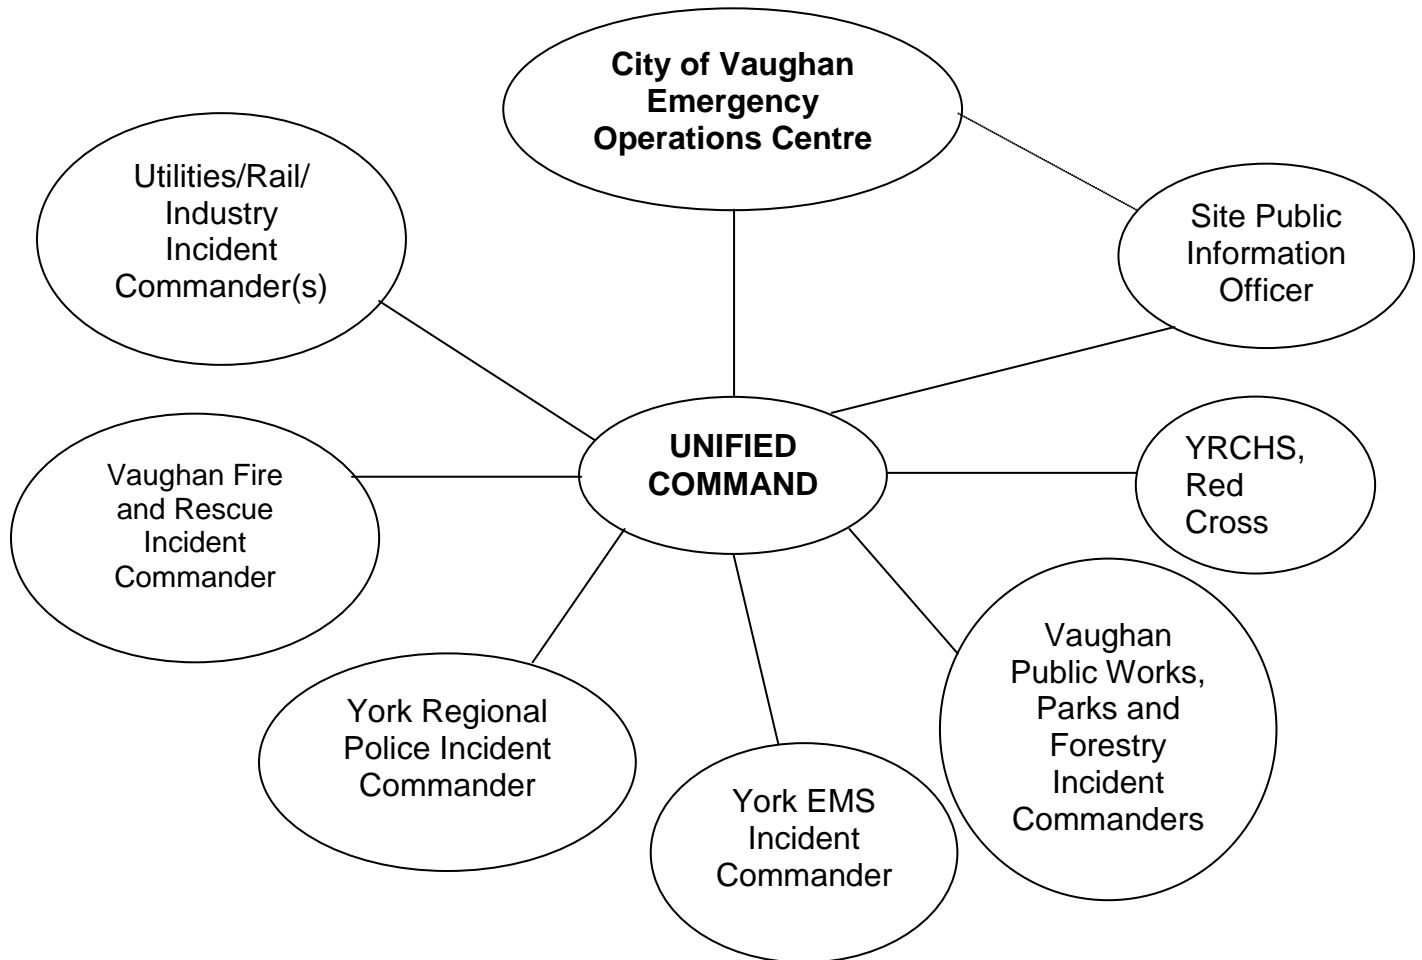 City of Vaughan
Emergency
Operations Centre
Utilities/Rail/
Industry
Incident
Commander(s)
Site Public
Information
Officer
UNIFIED
COMMAND
YRCHS,
Red
Cross
Vaughan Fire
and Rescue
Incident
Commander
Vaughan
Public Works,
Parks and
Forestry
Incident
Commanders
York Regional
Police Incident
Commander
York EMS
Incident
Commander